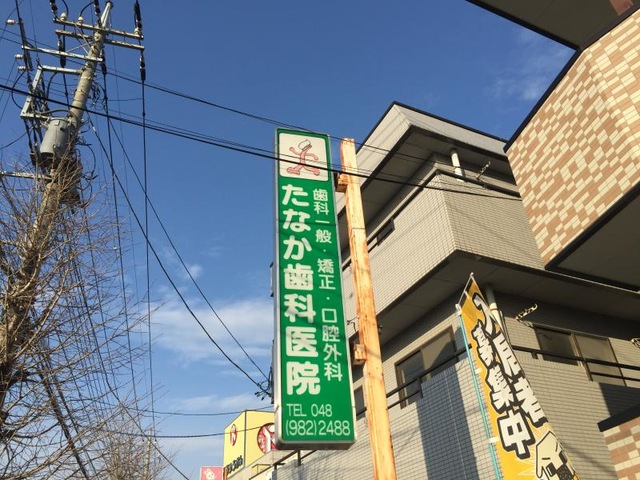 歯科一般・矯正・口腔外科
たなか歯科医院
TEL 048
(982)2488
募集中